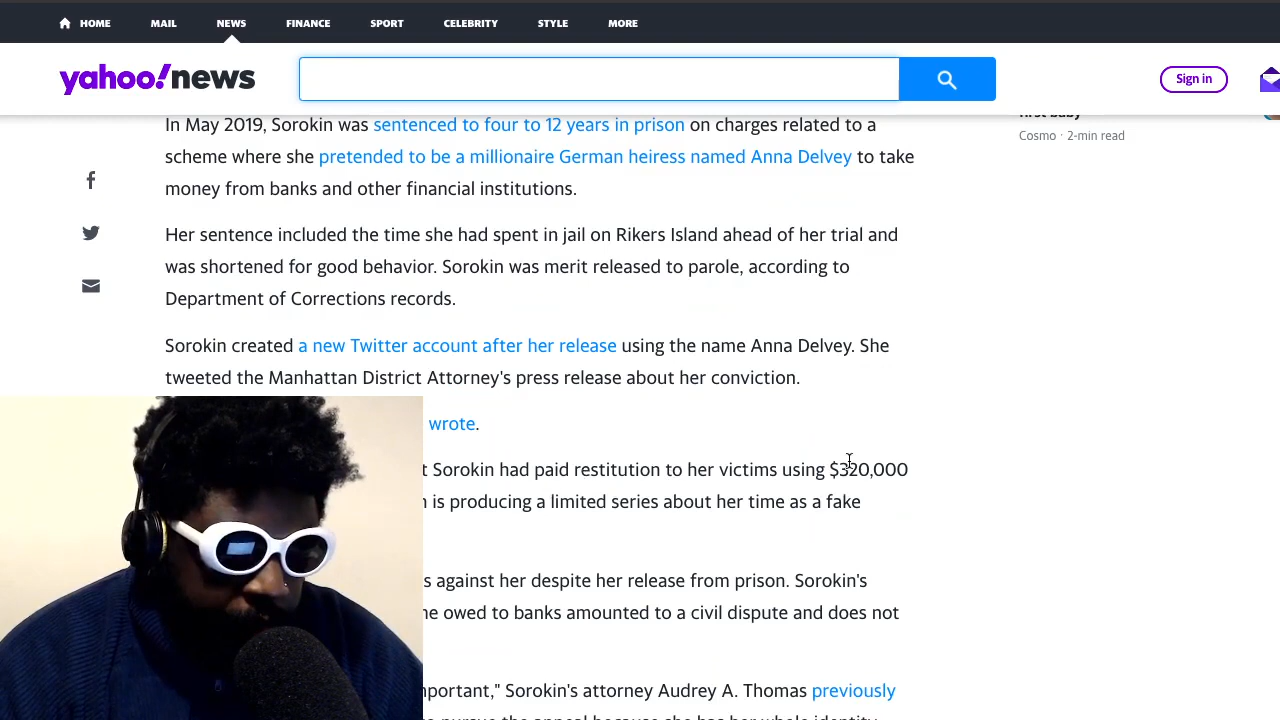 HOME MAIL NEWS FINANCE SPORT CELEBRITY STYLE MORE
yahoo!news
Sign in
In May 2019, Sorokin was sentenced to four to 12 years in prison on charges related to a
scheme where she pretended to be a millionaire German heiress named Anna Delvey to take
money from banks and other financial institutions.
Cosmo · 2-min read
Her sentence included the time she had spent in jail on Rikers Island ahead of her trial and
was shortened for good behavior. Sorokin was merit released to parole, according to
Department of Corrections records.
Sorokin created a new Twitter account after her release using the name Anna Delvey. She
tweeted the Manhattan District Attorney's press release about her conviction.
wrote.
Sorokin had paid restitution to her victims using $320,000
is producing a limited series about her time as a fake
against her despite her release from prison. Sorokin's
owed to banks amounted to a civil dispute and does not
Sorokin's attorney Audrey A. Thomas previously